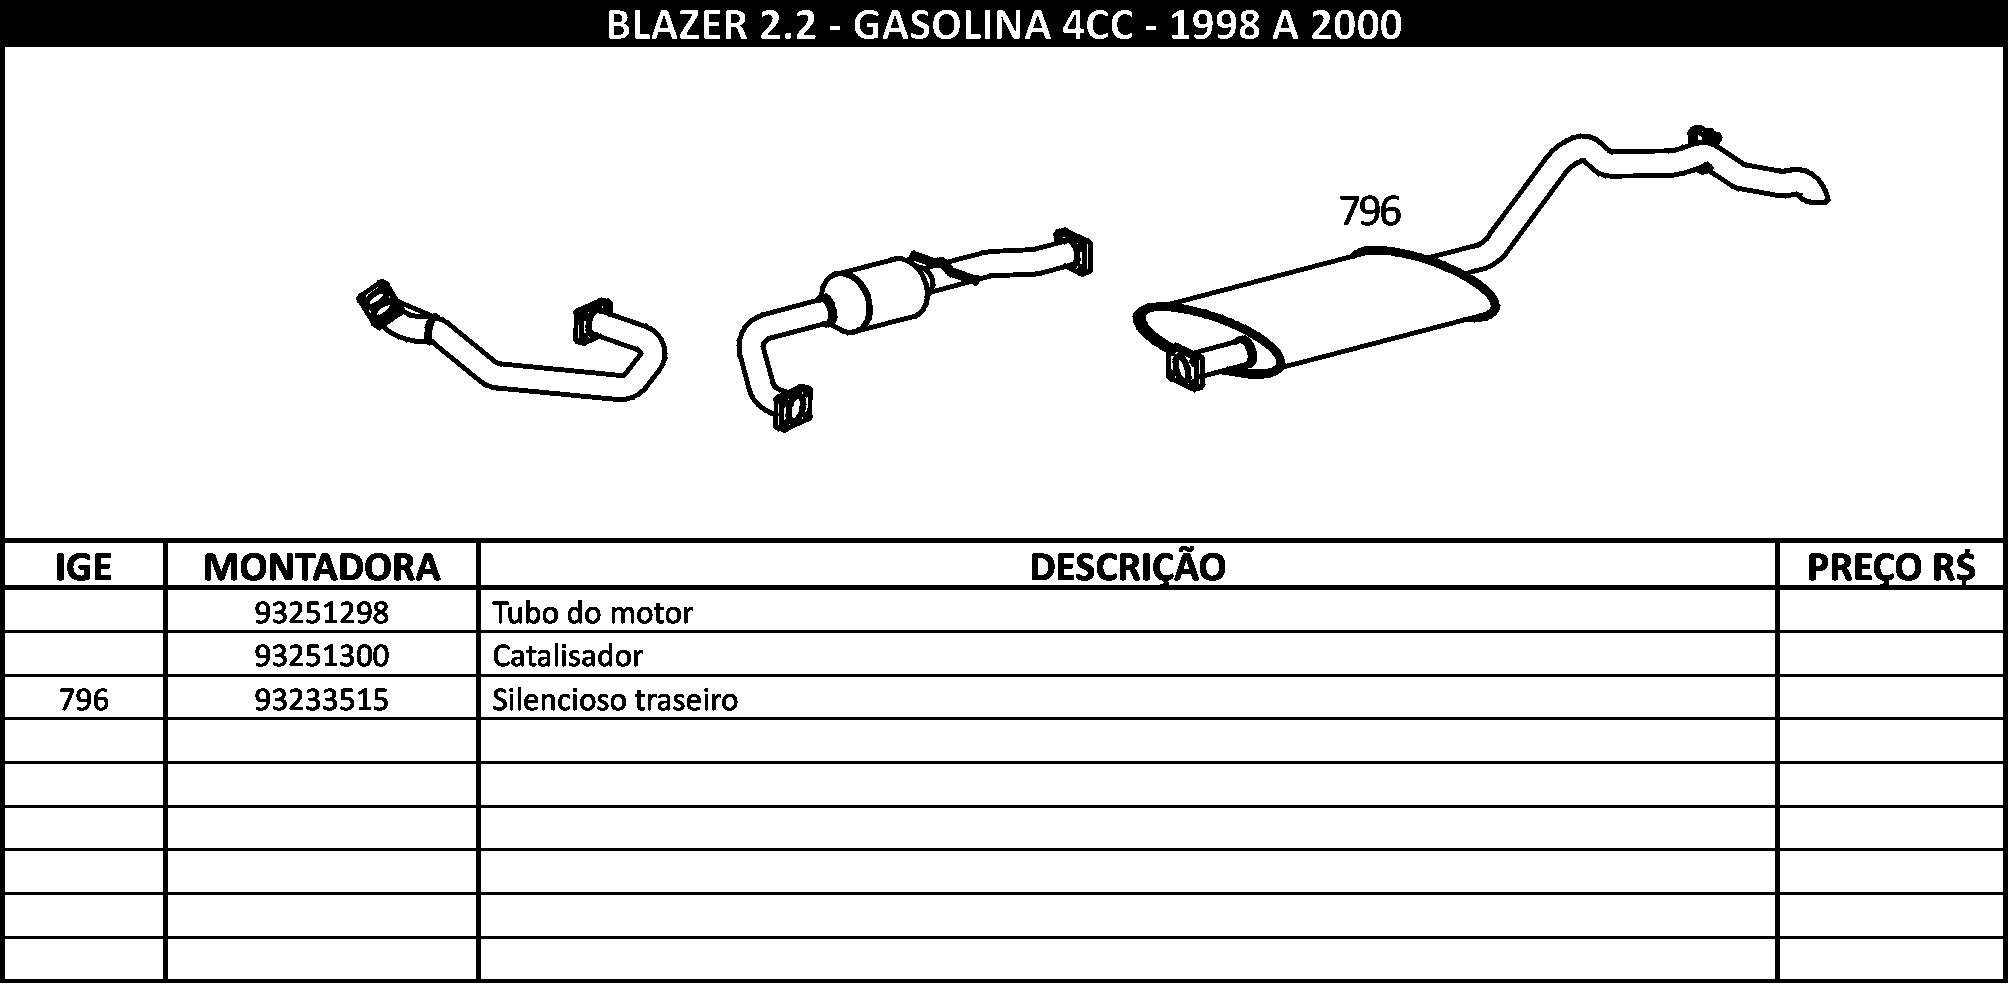 BLAZER 2.2 - GASOLINA 4CC - 1998 A 2000
796
IGE MONTADORA DESCRIÇÃO PREÇO R$
93251298 Tubo do motor
93251300 Catalisador
796 93233515 Silencioso traseiro